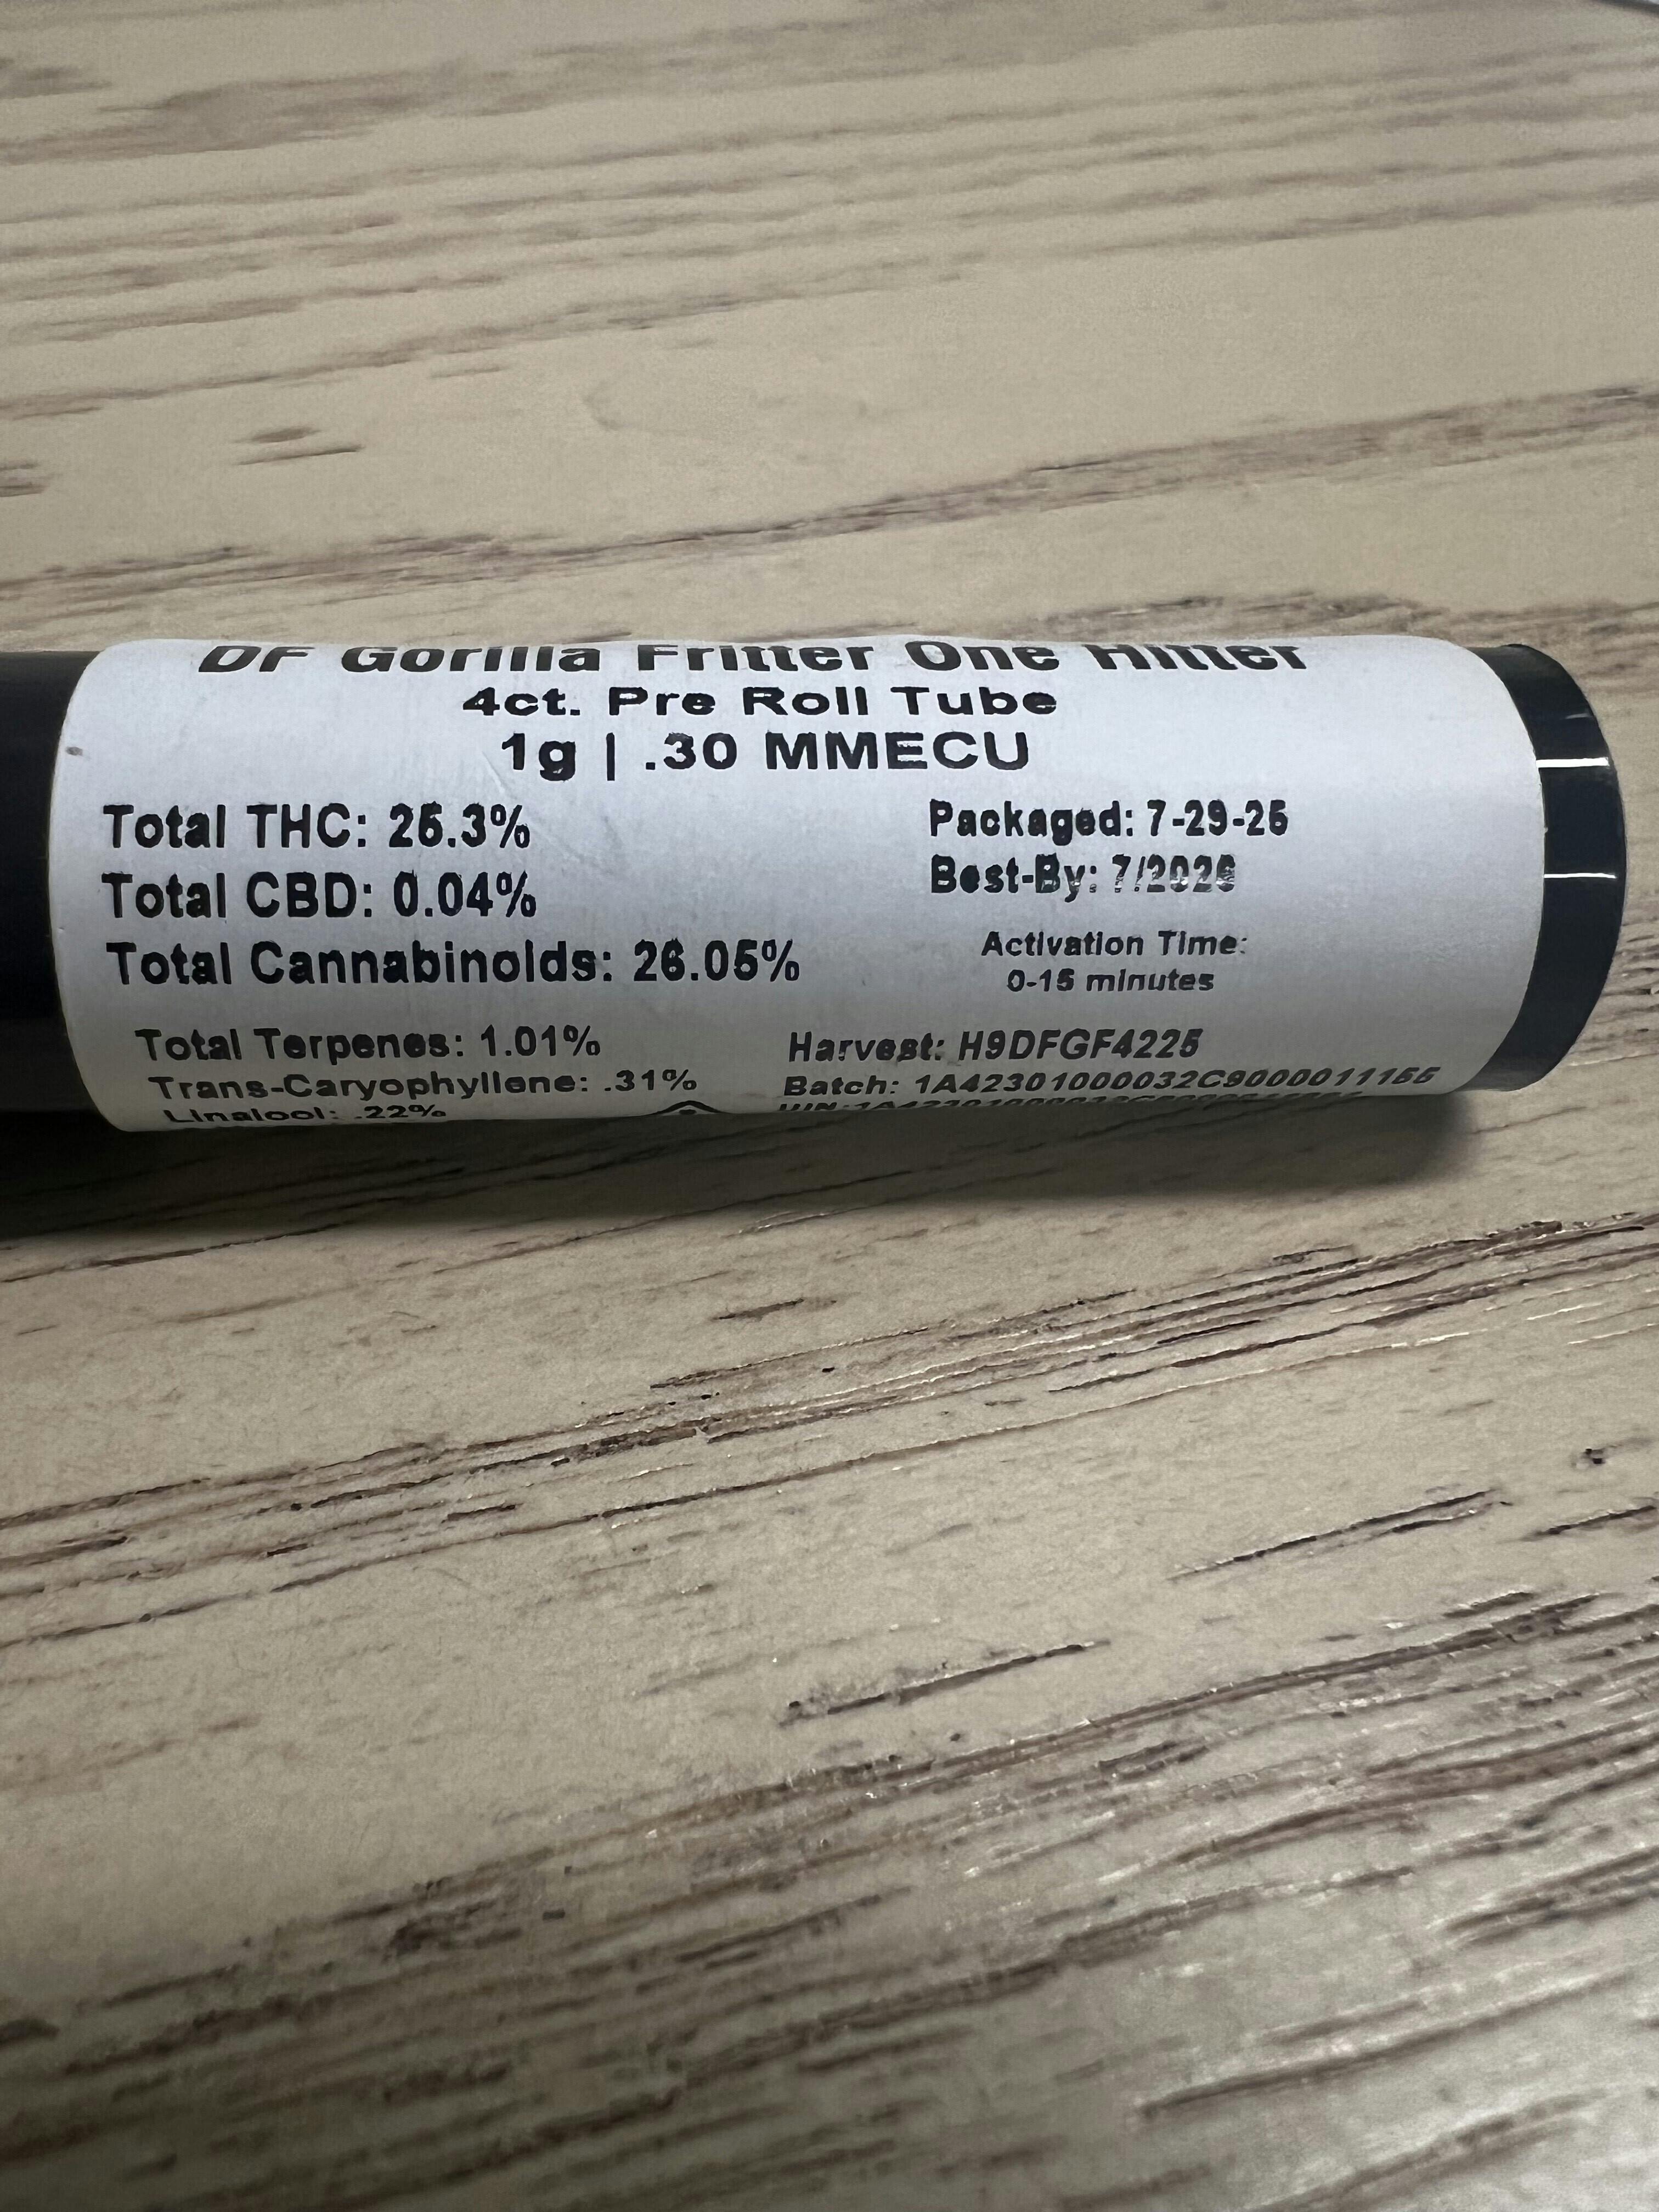 DF Gorilla Fritter One Hitter
4ct. Pre Roll Tube
1g | .30 MMECU
Total THC: 25.3%
Total CBD: 0.04%
Total Cannabinoids: 26.05%
Packaged: 7-29-25
Best-By: 7/2026
Activation Time:
0-15 minutes
Total Terpenes: 1.01%
Trans-Caryophyllene: .31%
Linalool: .22%
Harvest: H9DFGF4225
Batch: